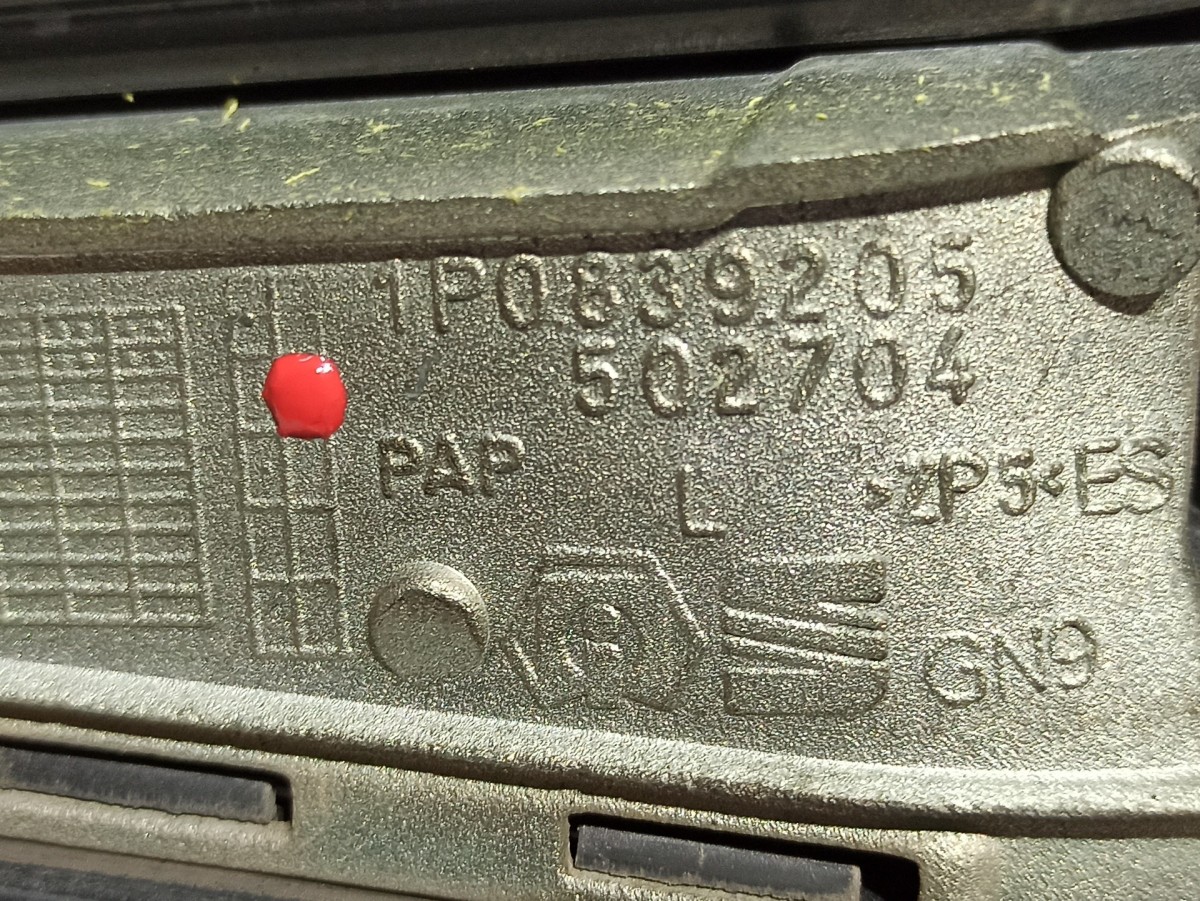 1P0839205
502704
PAP
L
>ZP5< ES
GN9